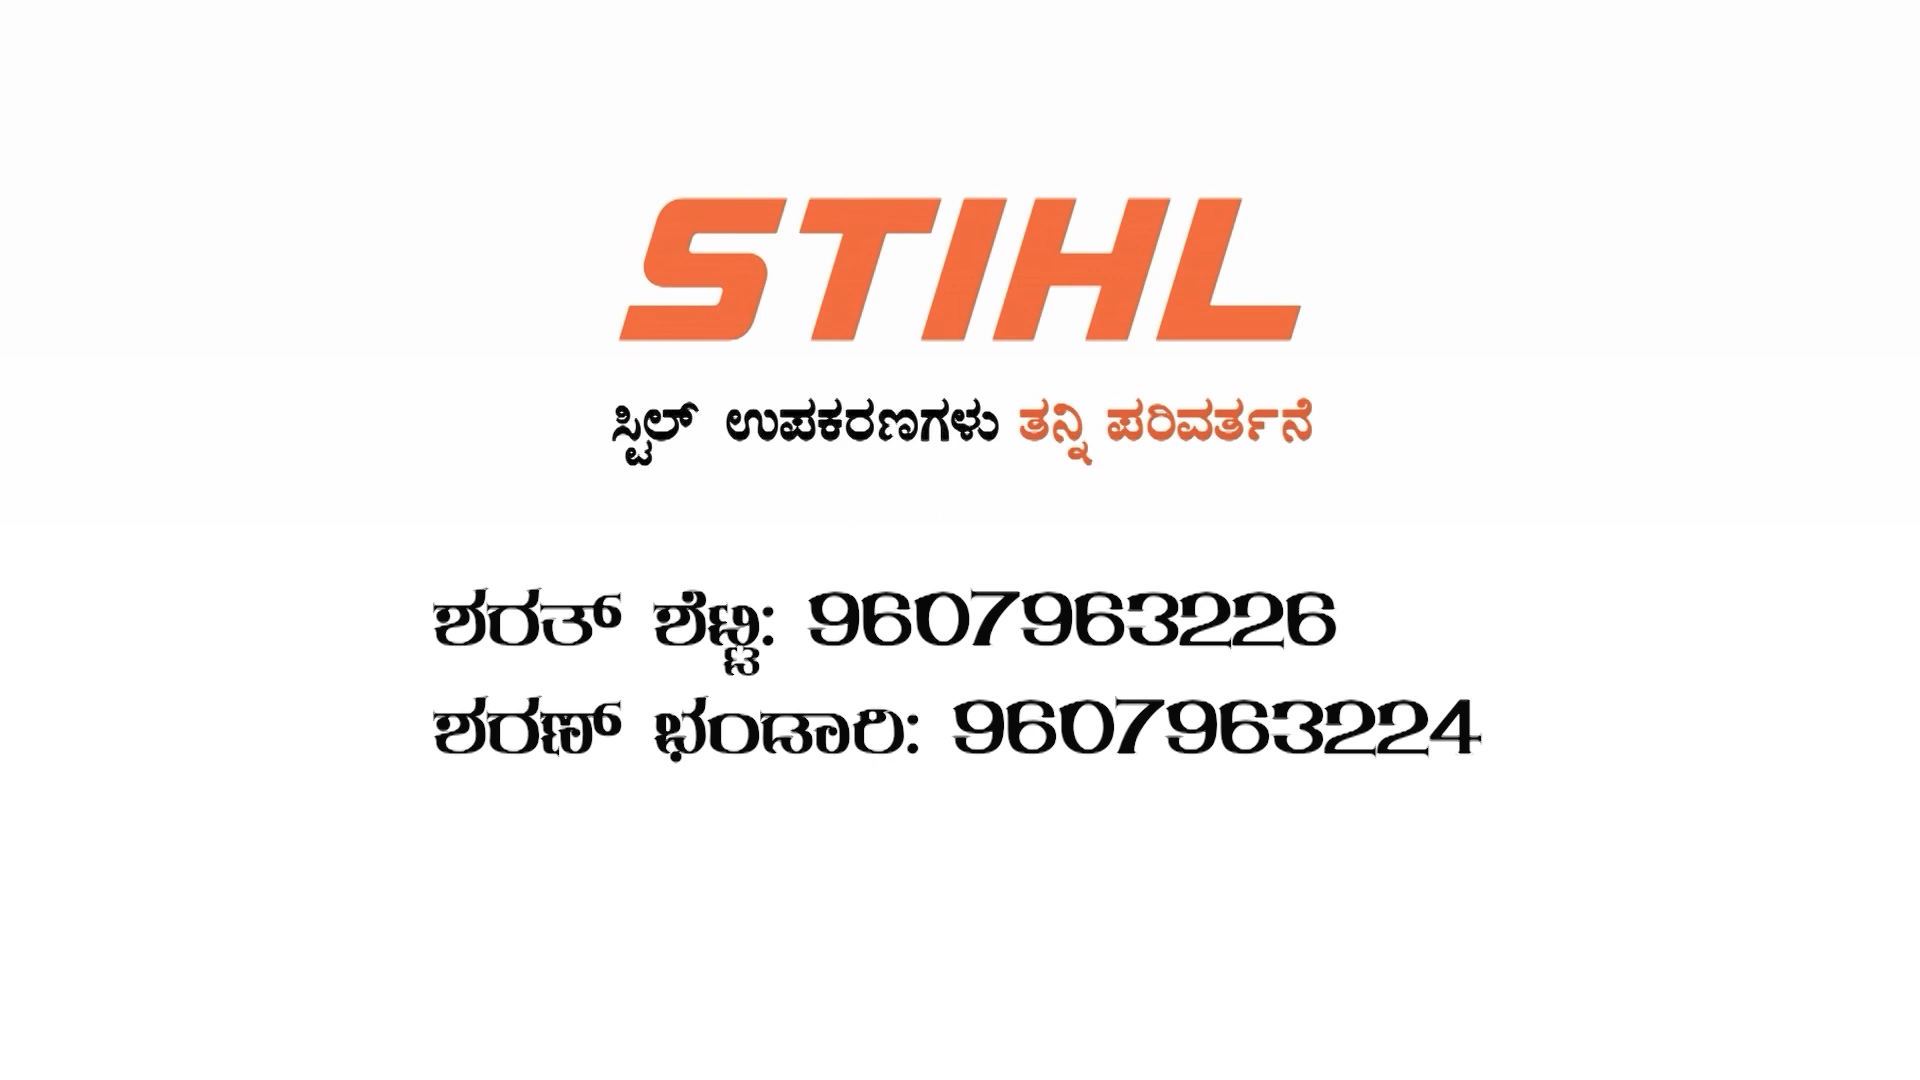 STIHL
ಸ್ಟಿಲ್ ಉಪಕರಣಗಳು ತನ್ನಿ ಪರಿವರ್ತನೆ
ಶರತ್ ಶೆಟ್ಟಿ: 9607963226
ಶರಣ್ ಭಂಡಾರಿ: 9607963224